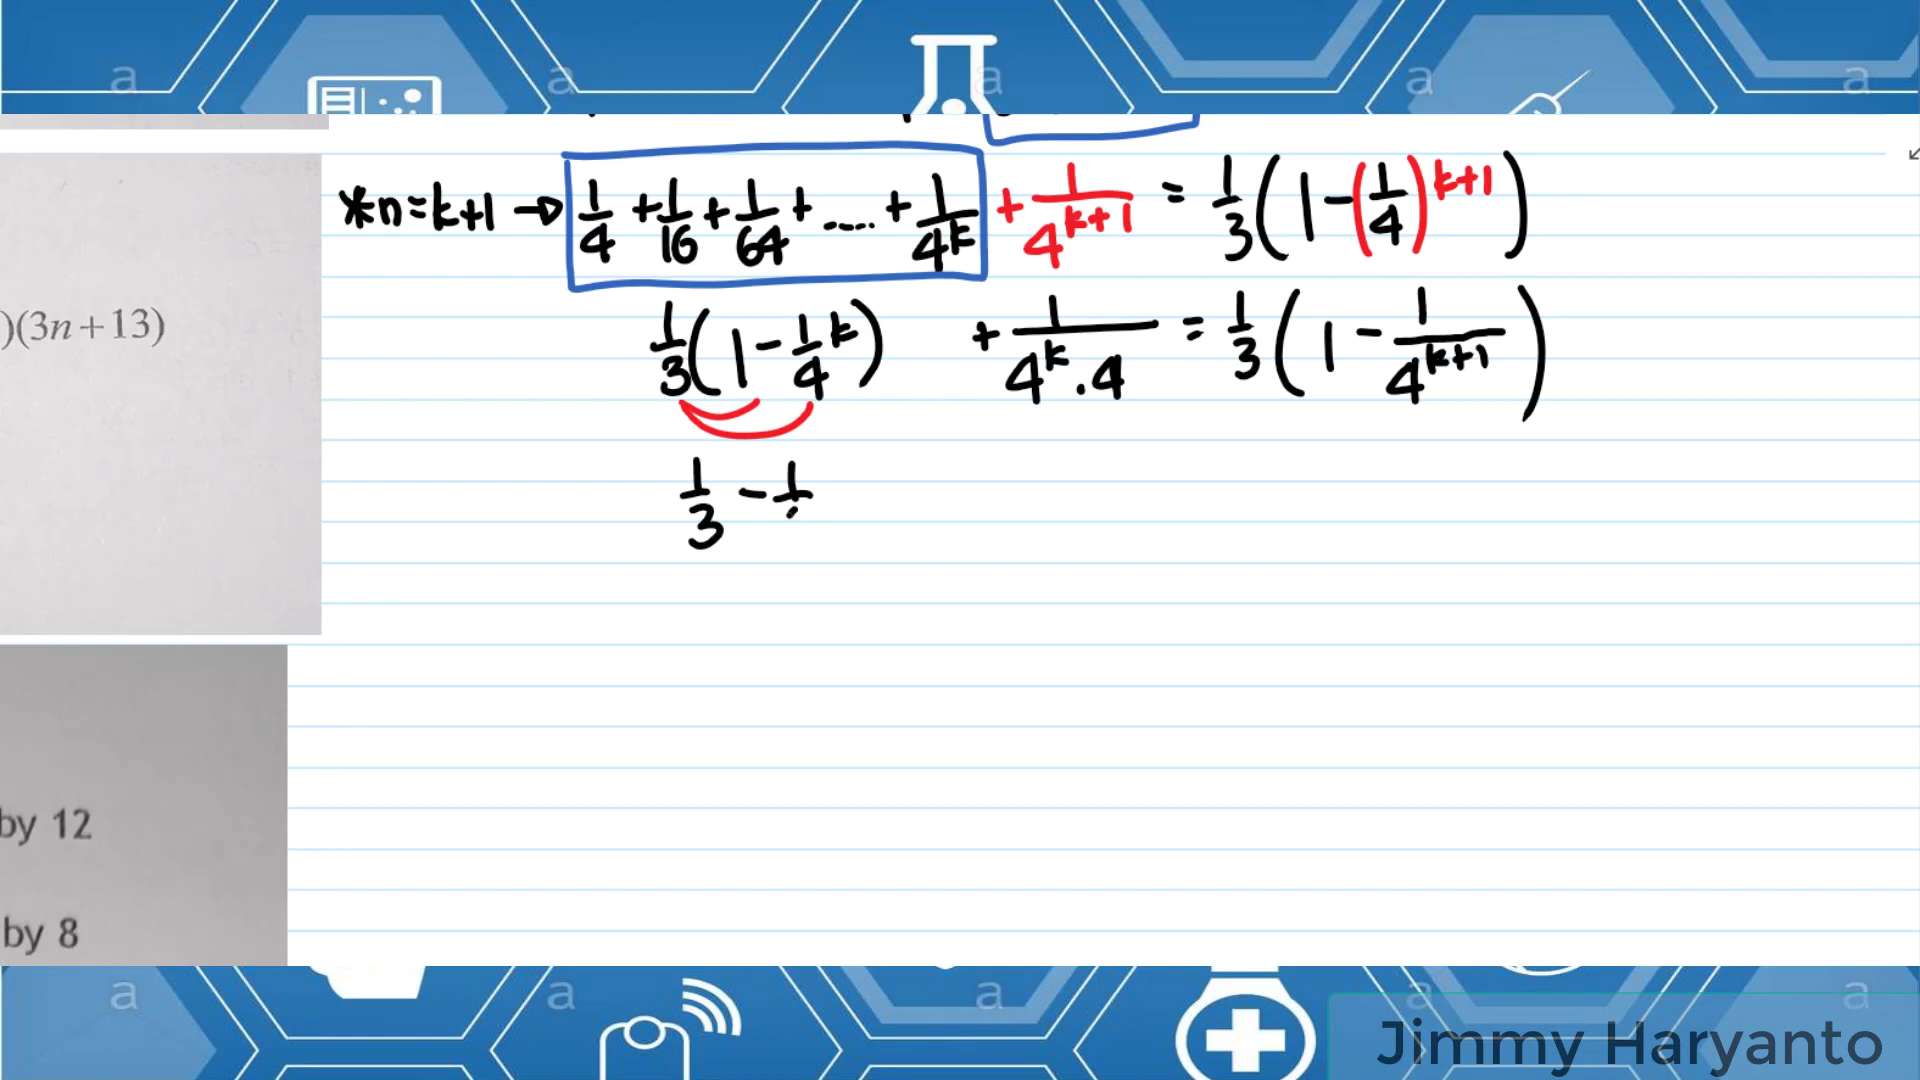 * n = k+1 → 1/4 + 1/16 + 1/64 + .... + 1/4^k + 1/4^(k+1) = 1/3 (1 - (1/4)^(k+1))
)(3n+13)
1/3 (1 - 1/4^k) + 1/(4^k . 4) = 1/3 (1 - 1/4^(k+1))
1/3 - 1/
by 12
by 8
a a a a a
a a a a a
Jimmy Haryanto